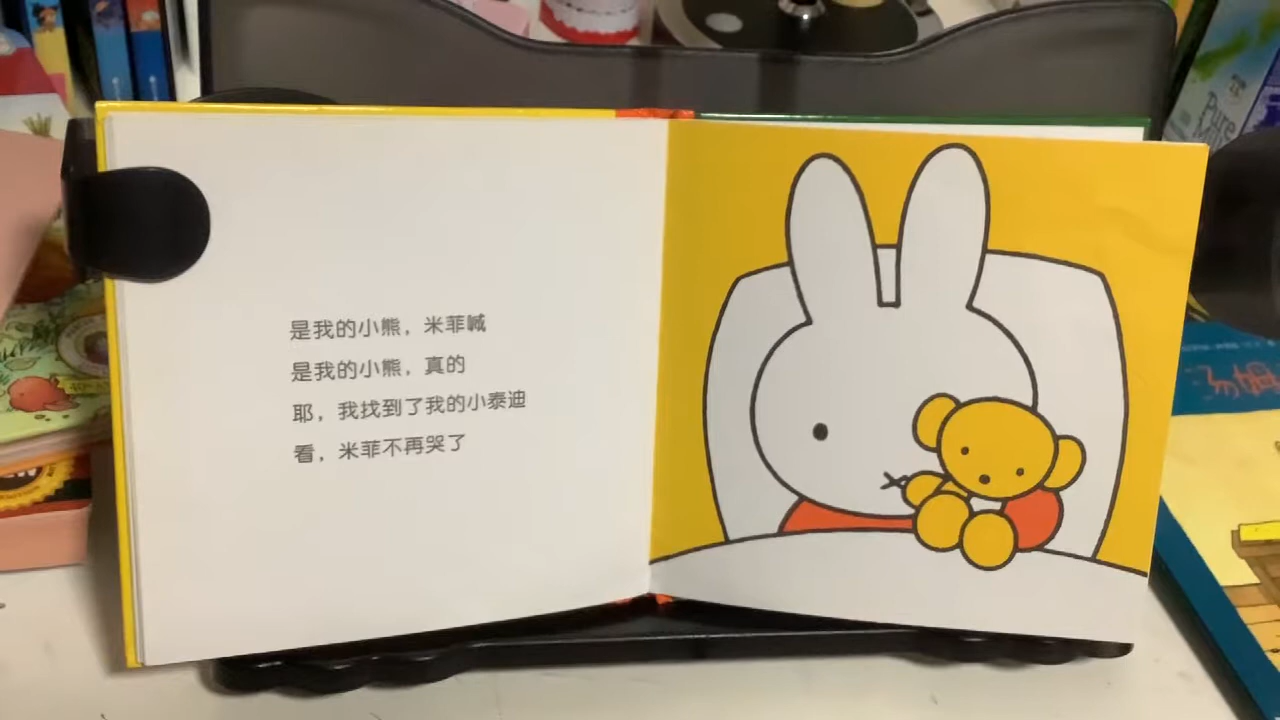 是我的小熊，米菲喊
是我的小熊，真的
耶，我找到了我的小泰迪
看，米菲不再哭了
Pure